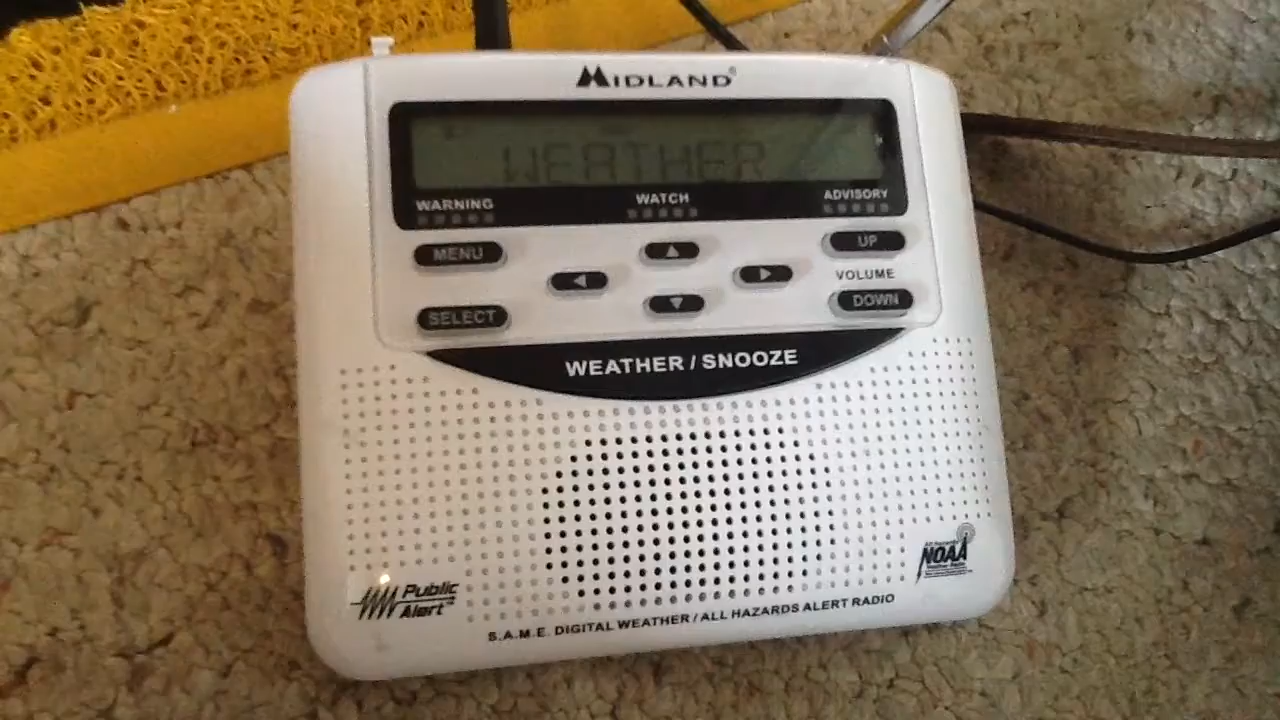 MIDLAND
WEATHER
WARNING
WATCH
ADVISORY
MENU
UP
VOLUME
SELECT
DOWN
WEATHER / SNOOZE
Public
Alert
NOAA
S.A.M.E. DIGITAL WEATHER / ALL HAZARDS ALERT RADIO